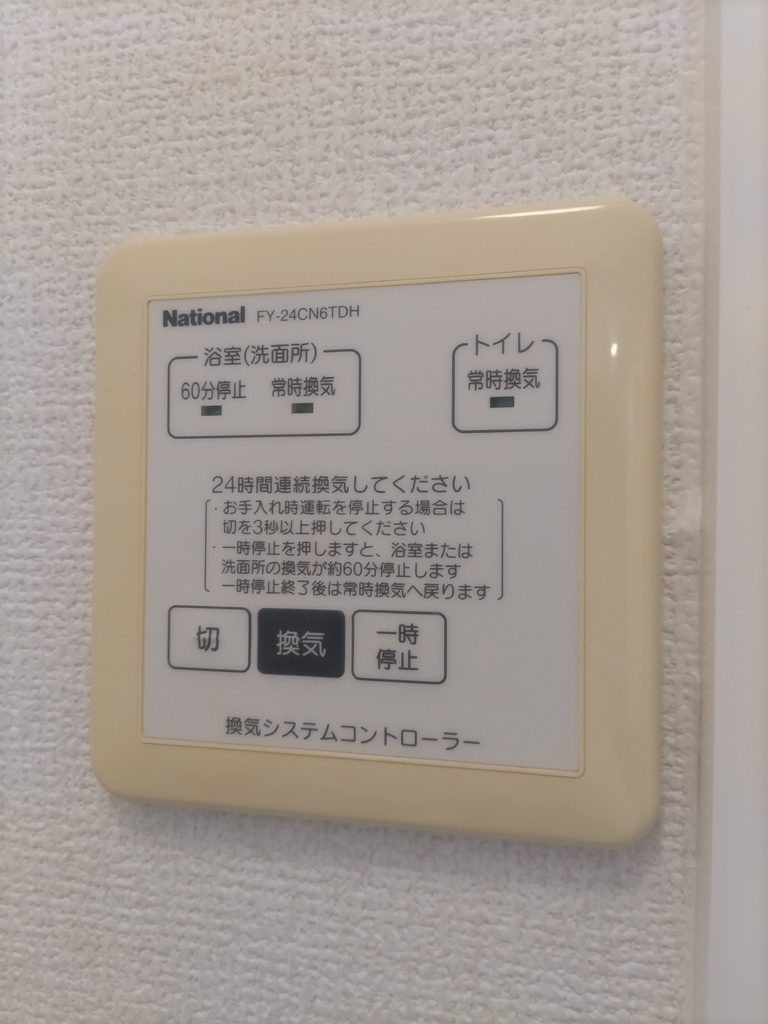 National FY-24CN6TDH
浴室(洗面所)
60分停止 常時換気
トイレ
常時換気
24時間連続換気してください
・お手入れ時運転を停止する場合は
切を3秒以上押してください
・一時停止を押しますと、浴室または
洗面所の換気が約60分停止します
一時停止終了後は常時換気へ戻ります
切
換気
一時
停止
換気システムコントローラー